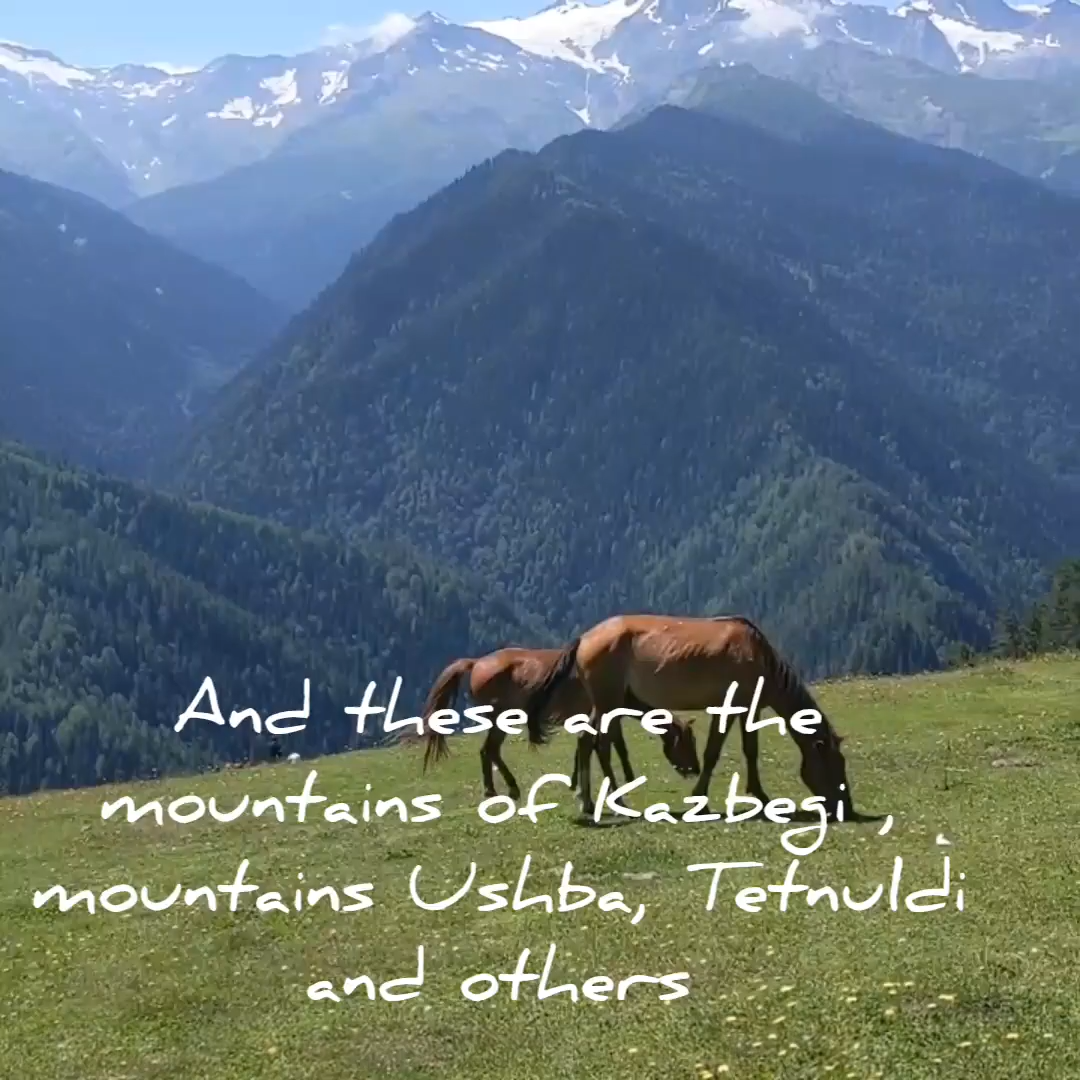 And these are the
mountains of Kazbegi ,
mountains Ushba, Tetnuldi
and others